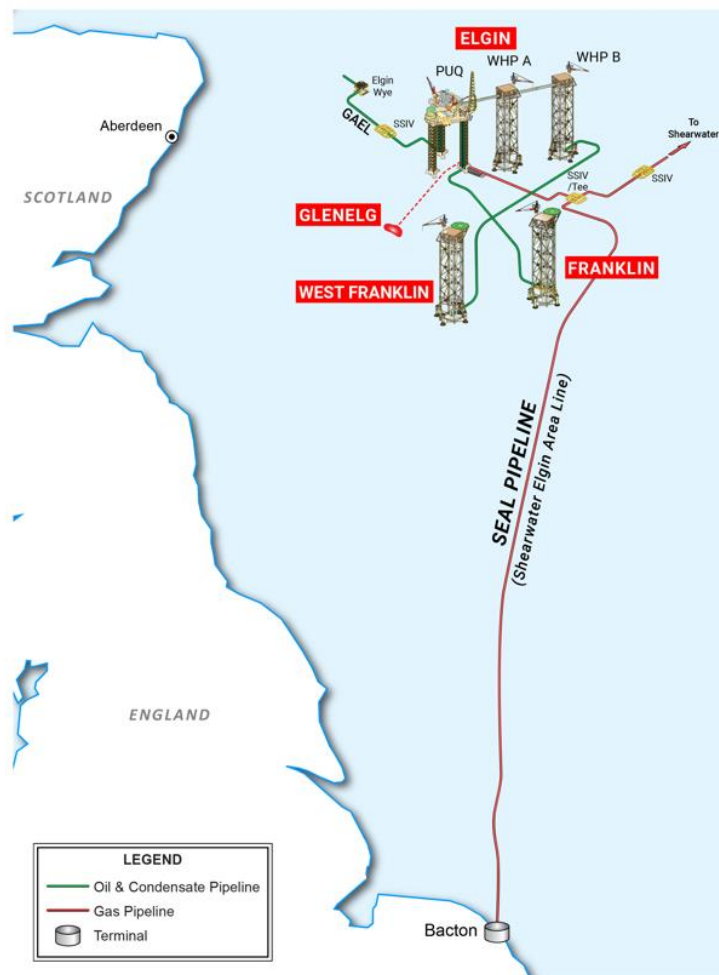 ELGIN
WHP B
WHP A
PUQ
Elgin
Wye
SSIV
GAEL
Aberdeen
To
Shearwater
SSIV
SSIV
/Tee
SCOTLAND
GLENELG
FRANKLIN
WEST FRANKLIN
SEAL PIPELINE
(Shearwater Elgin Area Line)
ENGLAND
LEGEND
Oil & Condensate Pipeline
Gas Pipeline
Terminal
Bacton